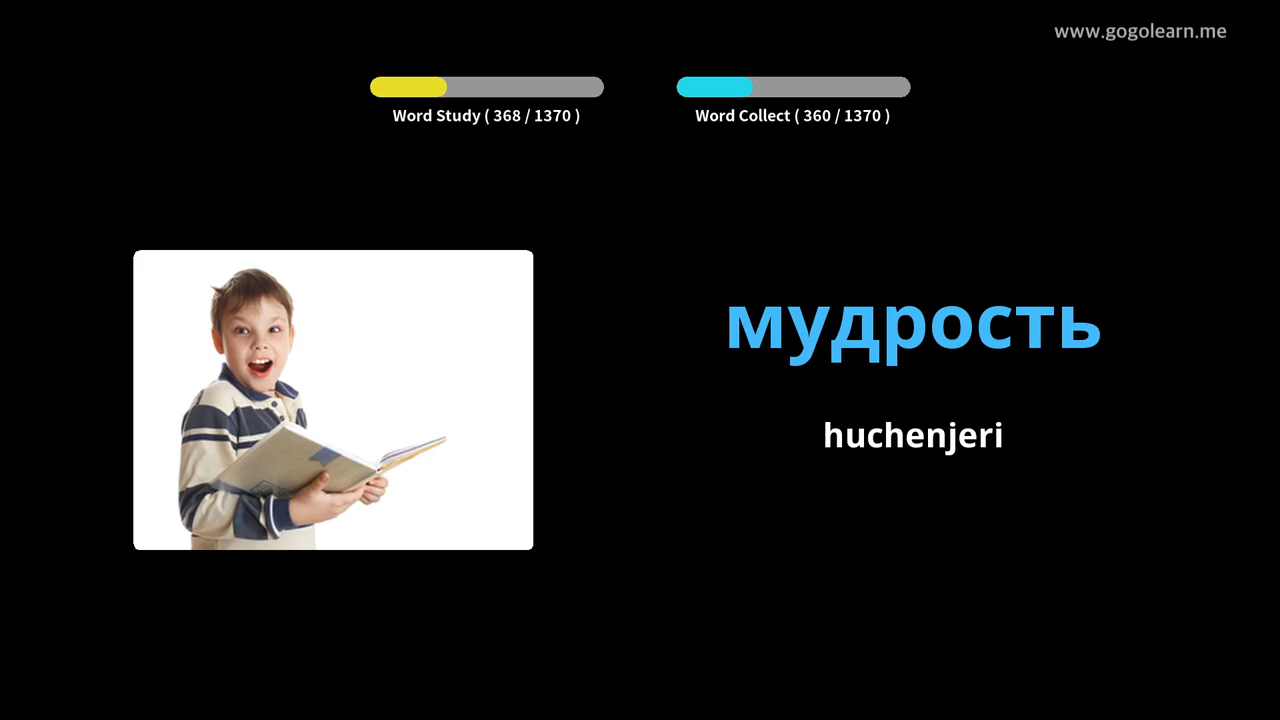 www.gogolearn.me
Word Study ( 368 / 1370 )
Word Collect ( 360 / 1370 )
мудрость
huchenjeri